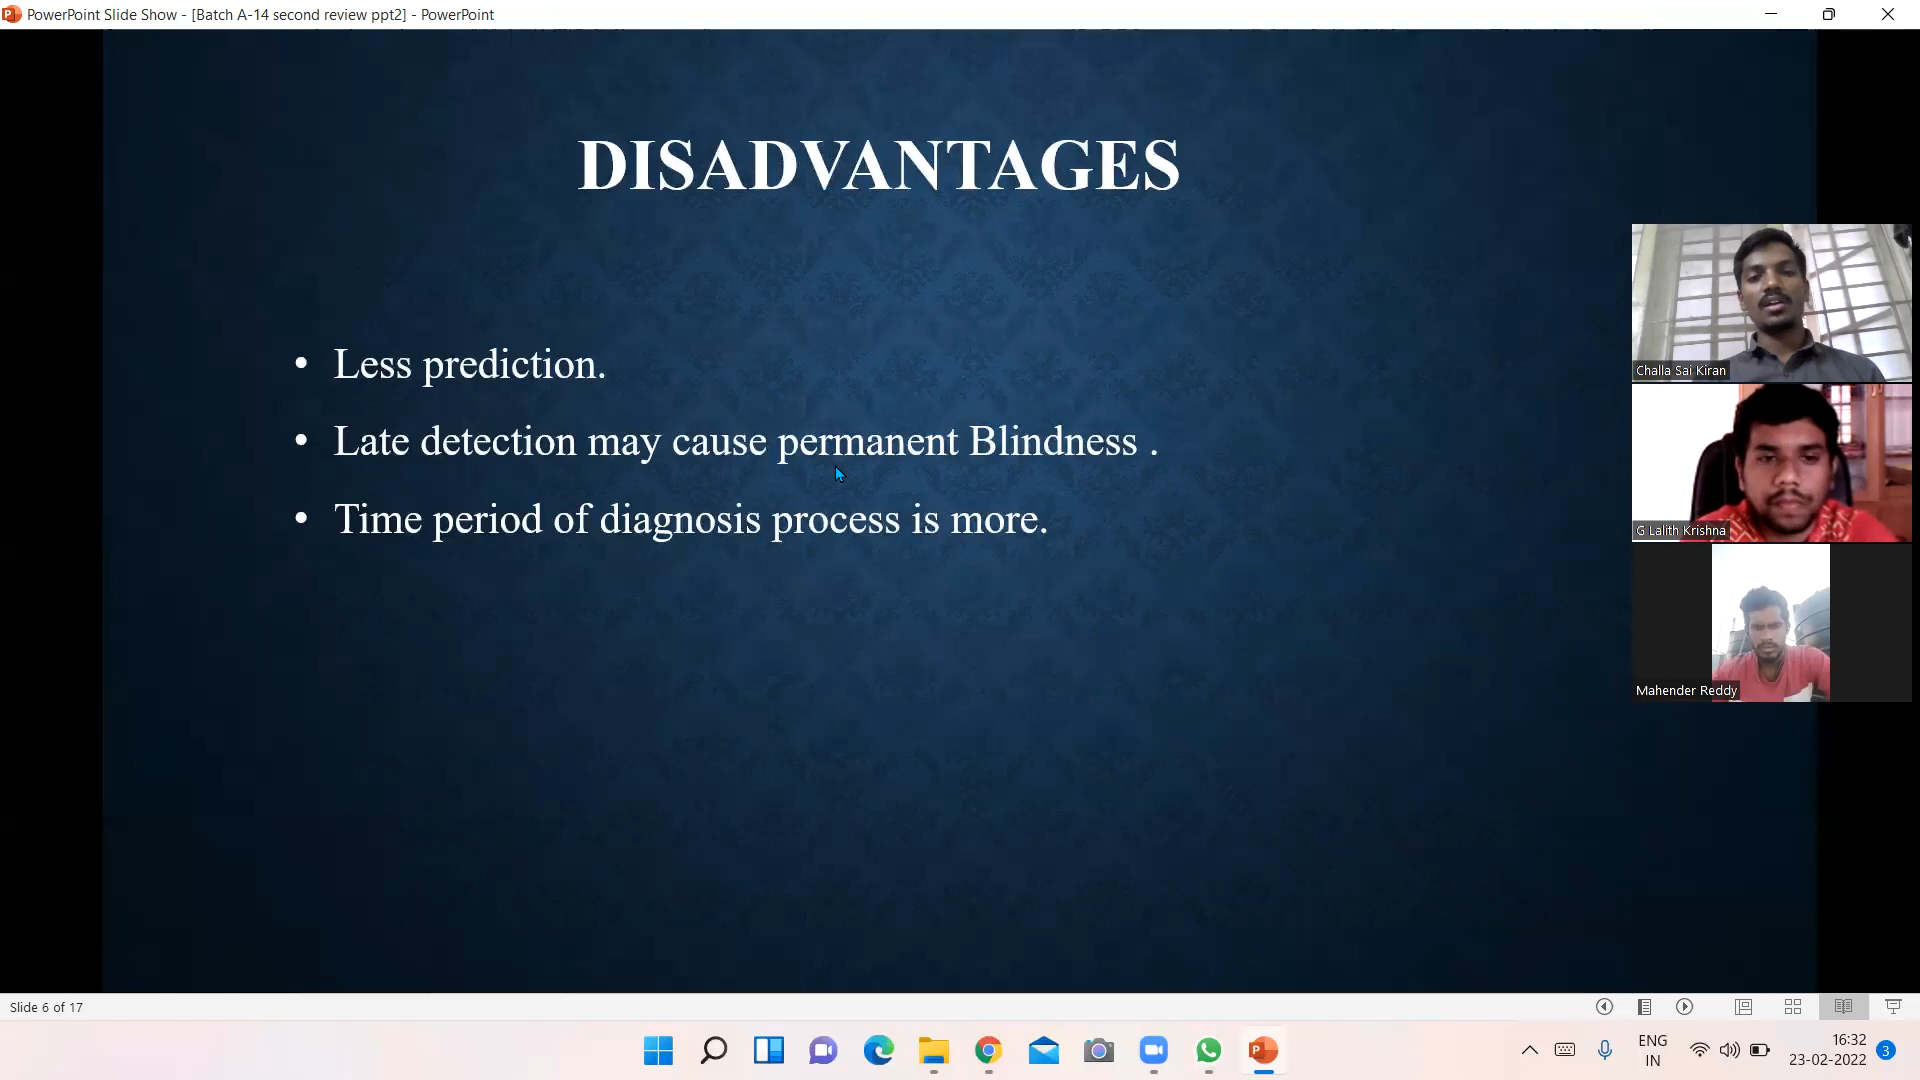 PowerPoint Slide Show - [Batch A-14 second review ppt2] - PowerPoint
DISADVANTAGES
• Less prediction.
• Late detection may cause permanent Blindness .
• Time period of diagnosis process is more.
Challa Sai Kiran
G Lalith Krishna
Mahender Reddy
Slide 6 of 17
ENG
IN
16:32
23-02-2022
3